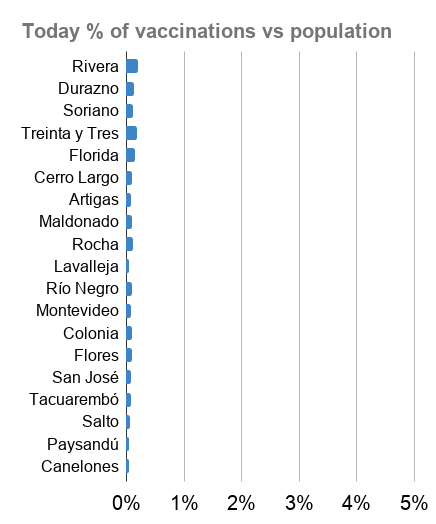 Today % of vaccinations vs population
Rivera
Durazno
Soriano
Treinta y Tres
Florida
Cerro Largo
Artigas
Maldonado
Rocha
Lavalleja
Río Negro
Montevideo
Colonia
Flores
San José
Tacuarembó
Salto
Paysandú
Canelones
0% 1% 2% 3% 4% 5%